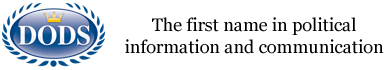 DODS
The first name in political
information and communication